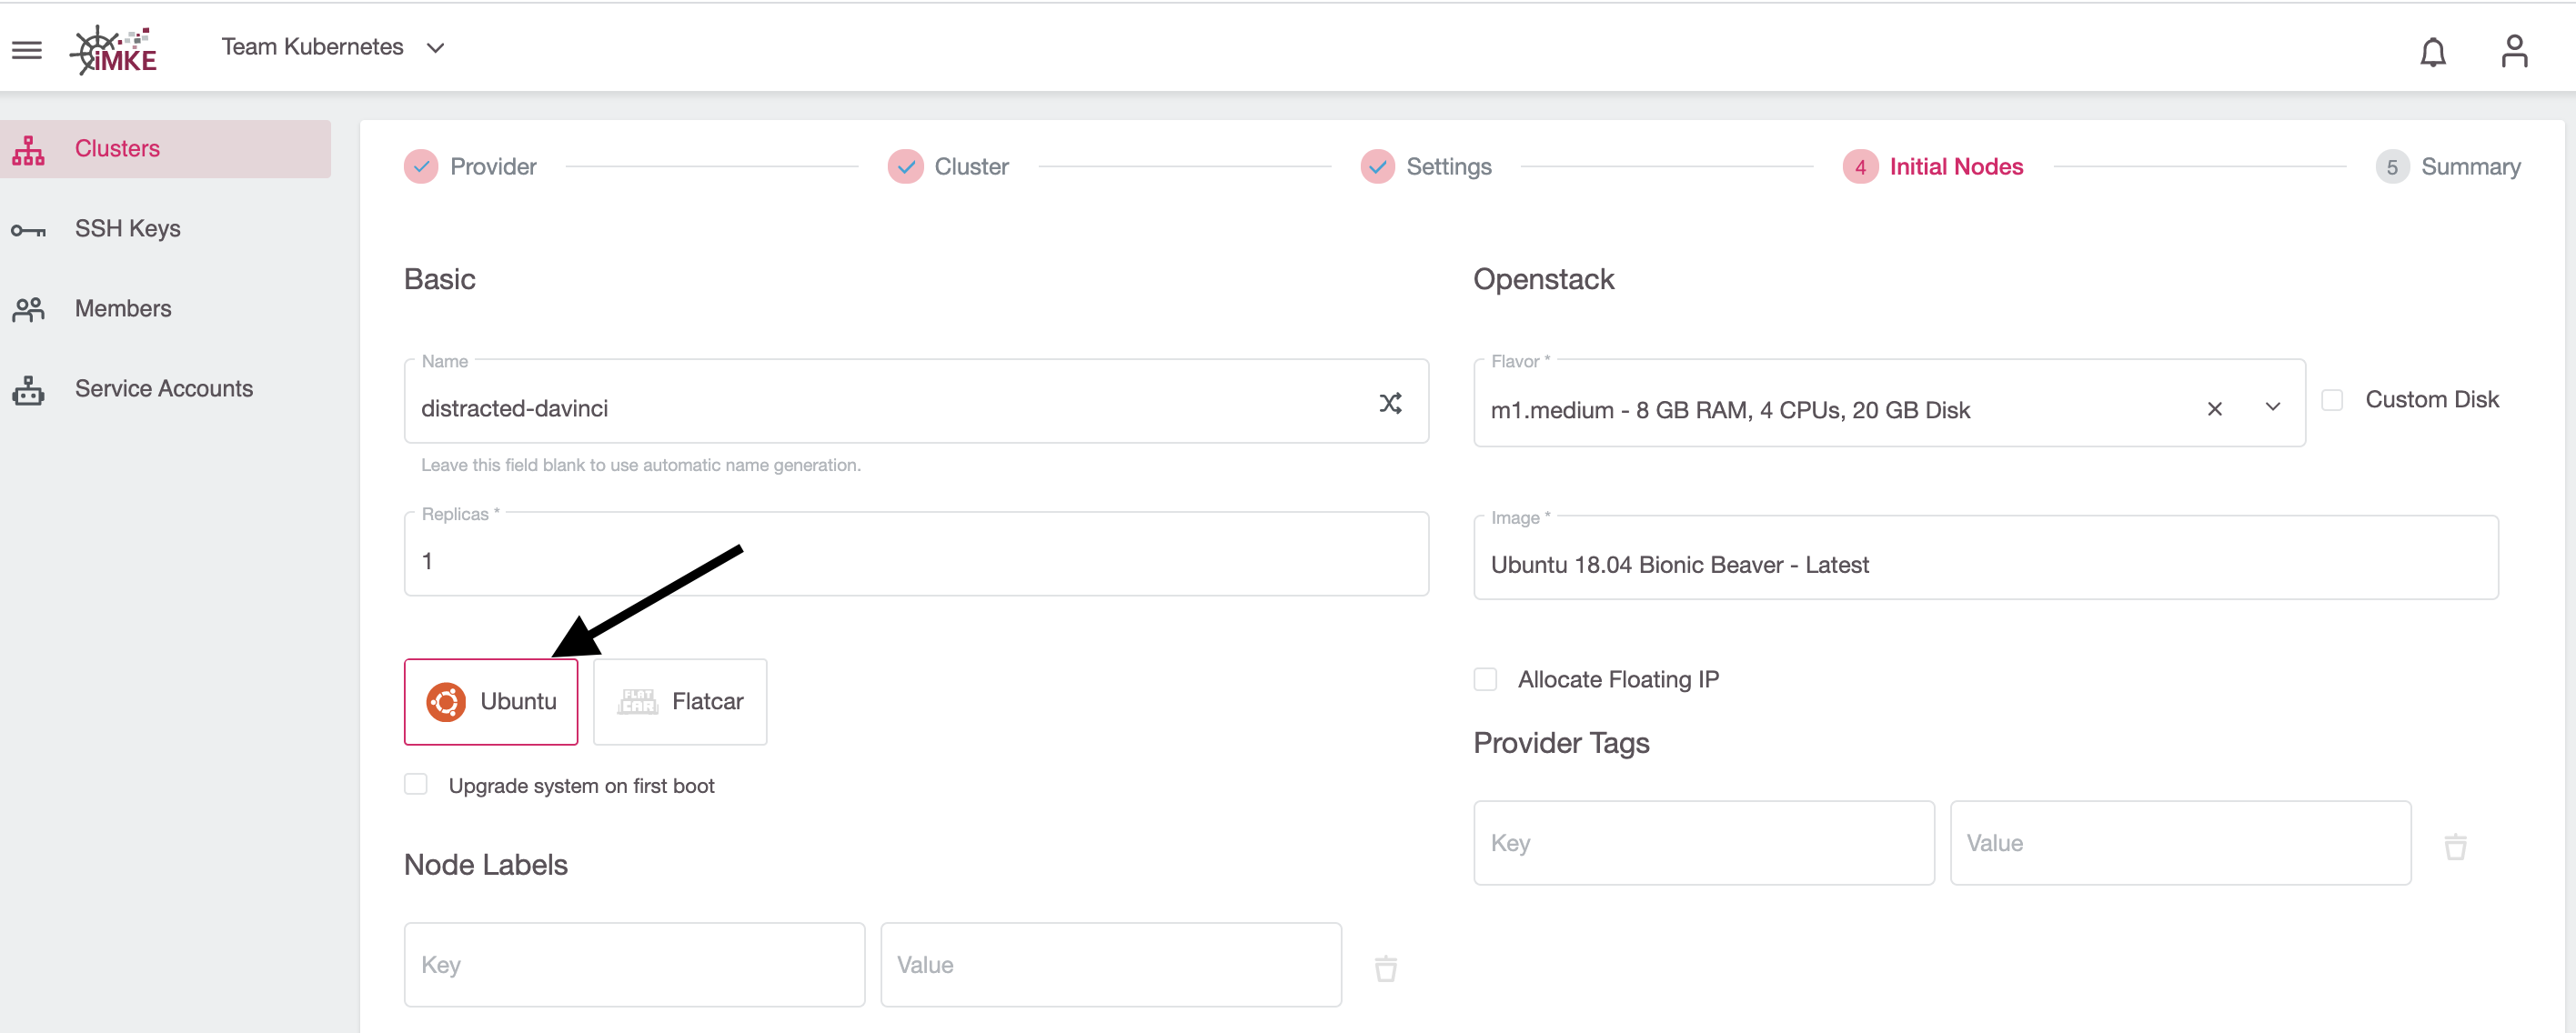 iMKE
Team Kubernetes
Clusters
SSH Keys
Members
Service Accounts
Provider
Cluster
Settings
4 Initial Nodes
5 Summary
Basic
Name
distracted-davinci
Leave this field blank to use automatic name generation.
Replicas *
1
Ubuntu
FLAT CAR Flatcar
Upgrade system on first boot
Node Labels
Key
Value
Openstack
Flavor *
m1.medium - 8 GB RAM, 4 CPUs, 20 GB Disk
Custom Disk
Image *
Ubuntu 18.04 Bionic Beaver - Latest
Allocate Floating IP
Provider Tags
Key
Value